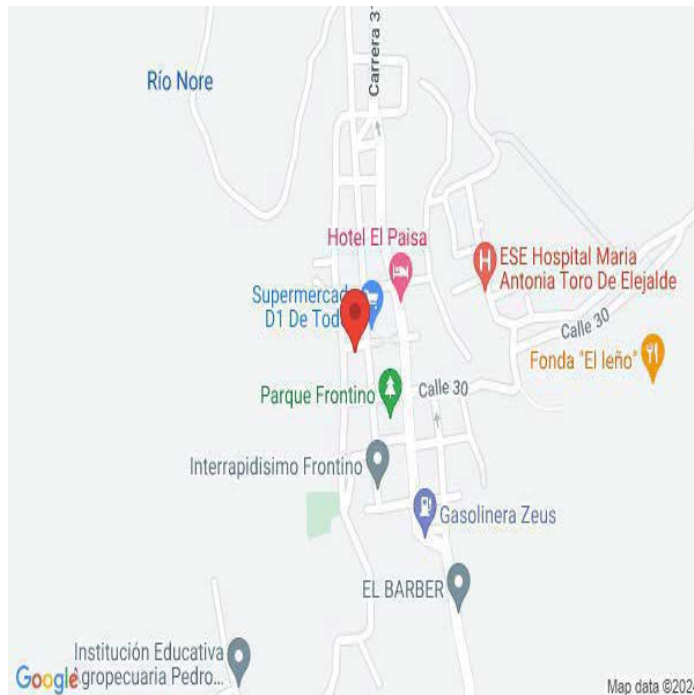 Carrera 31
Río Nore
Hotel El Paisa
ESE Hospital Maria
Antonia Toro De Elejalde
Supermercad
D1 De Tod
Calle 30
Fonda "El leño"
Parque Frontino
Calle 30
Interrapidisimo Frontino
Gasolinera Zeus
EL BARBER
Institución Educativa
Agropecuaria Pedro...
Google
Map data ©202